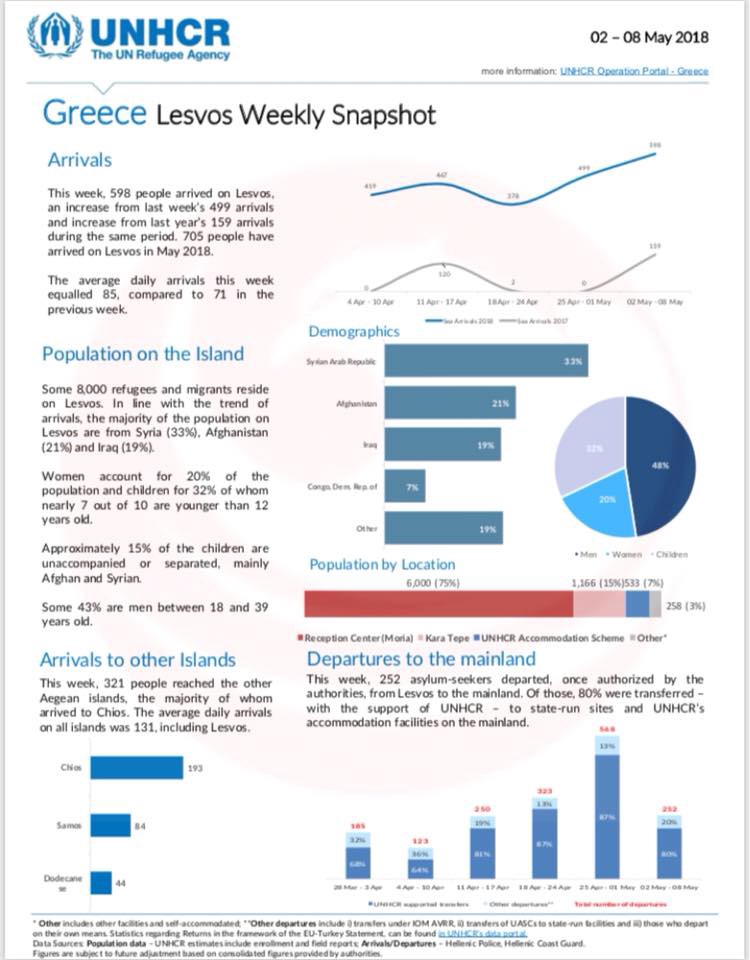 UNHCR
The UN Refugee Agency
02 – 08 May 2018
more information: UNHCR Operation Portal - Greece
Greece Lesvos Weekly Snapshot
Arrivals
This week, 598 people arrived on Lesvos,
an increase from last week's 499 arrivals
and increase from last year's 159 arrivals
during the same period. 705 people have
arrived on Lesvos in May 2018.
The average daily arrivals this week
equalled 85, compared to 71 in the
previous week.
419
447
378
499
598
0
120
2
0
159
4 Apr - 10 Apr
11 Apr - 17 Apr
18 Apr - 24 Apr
25 Apr - 01 May
02 May - 08 May
Sea Arrivals 2018
Sea Arrivals 2017
Population on the Island
Some 8,000 refugees and migrants reside
on Lesvos. In line with the trend of
arrivals, the majority of the population on
Lesvos are from Syria (33%), Afghanistan
(21%) and Iraq (19%).
Women account for 20% of the
population and children for 32% of whom
nearly 7 out of 10 are younger than 12
years old.
Approximately 15% of the children are
unaccompanied or separated, mainly
Afghan and Syrian.
Some 43% are men between 18 and 39
years old.
Demographics
Syrian Arab Republic 33%
Afghanistan 21%
Iraq 19%
Congo, Dem. Rep. of 7%
Other 19%
32%
48%
20%
Men Women Children
Population by Location
6,000 (75%) 1,166 (15%) 533 (7%)
258 (3%)
Reception Center(Moria) Kara Tepe UNHCR Accommodation Scheme Other*
Arrivals to other Islands
This week, 321 people reached the other
Aegean islands, the majority of whom
arrived to Chios. The average daily arrivals
on all islands was 131, including Lesvos.
Chios 193
Samos 84
Dodecane
se
44
Departures to the mainland
This week, 252 asylum-seekers departed, once authorized by the
authorities, from Lesvos to the mainland. Of those, 80% were transferred –
with the support of UNHCR – to state-run sites and UNHCR's
accommodation facilities on the mainland.
185
32%
68%
123
36%
64%
250
19%
81%
323
13%
87%
568
13%
87%
252
20%
80%
28 Mar - 3 Apr
4 Apr - 10 Apr
11 Apr - 17 Apr
18 Apr - 24 Apr
25 Apr - 01 May
02 May - 08 May
UNHCR supported transfers Other departures** Total number of departures
* Other includes other facilities and self-accommodated; **Other departures include i) transfers under IOM AVRR, ii) transfers of UASCs to state-run facilities and iii) those who depart
on their own means. Statistics regarding Returns in the framework of the EU-Turkey Statement, can be found in UNHCR's data portal.
Data Sources: Population data – UNHCR estimates include enrollment and field reports; Arrivals/Departures – Hellenic Police, Hellenic Coast Guard.
Figures are subject to future adjustment based on consolidated figures provided by authorities.